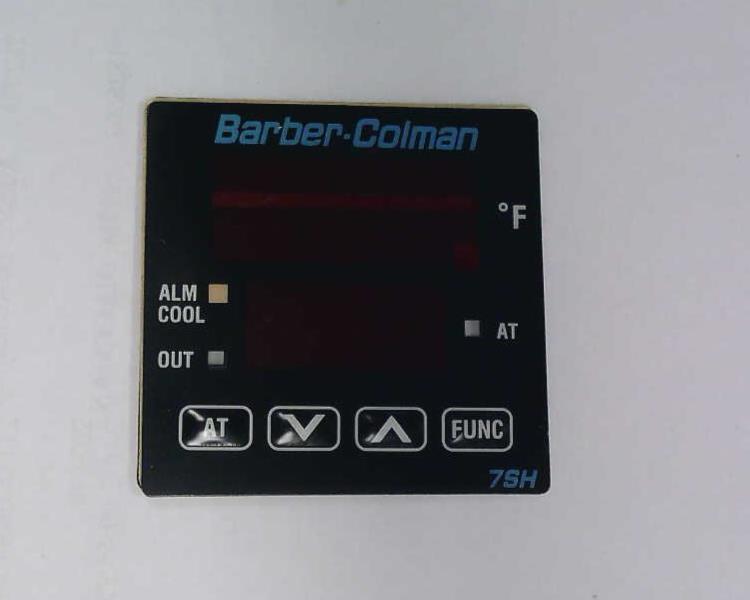 Barber-Colman
°F
ALM
COOL
AT
OUT
AT
FUNC
7SH